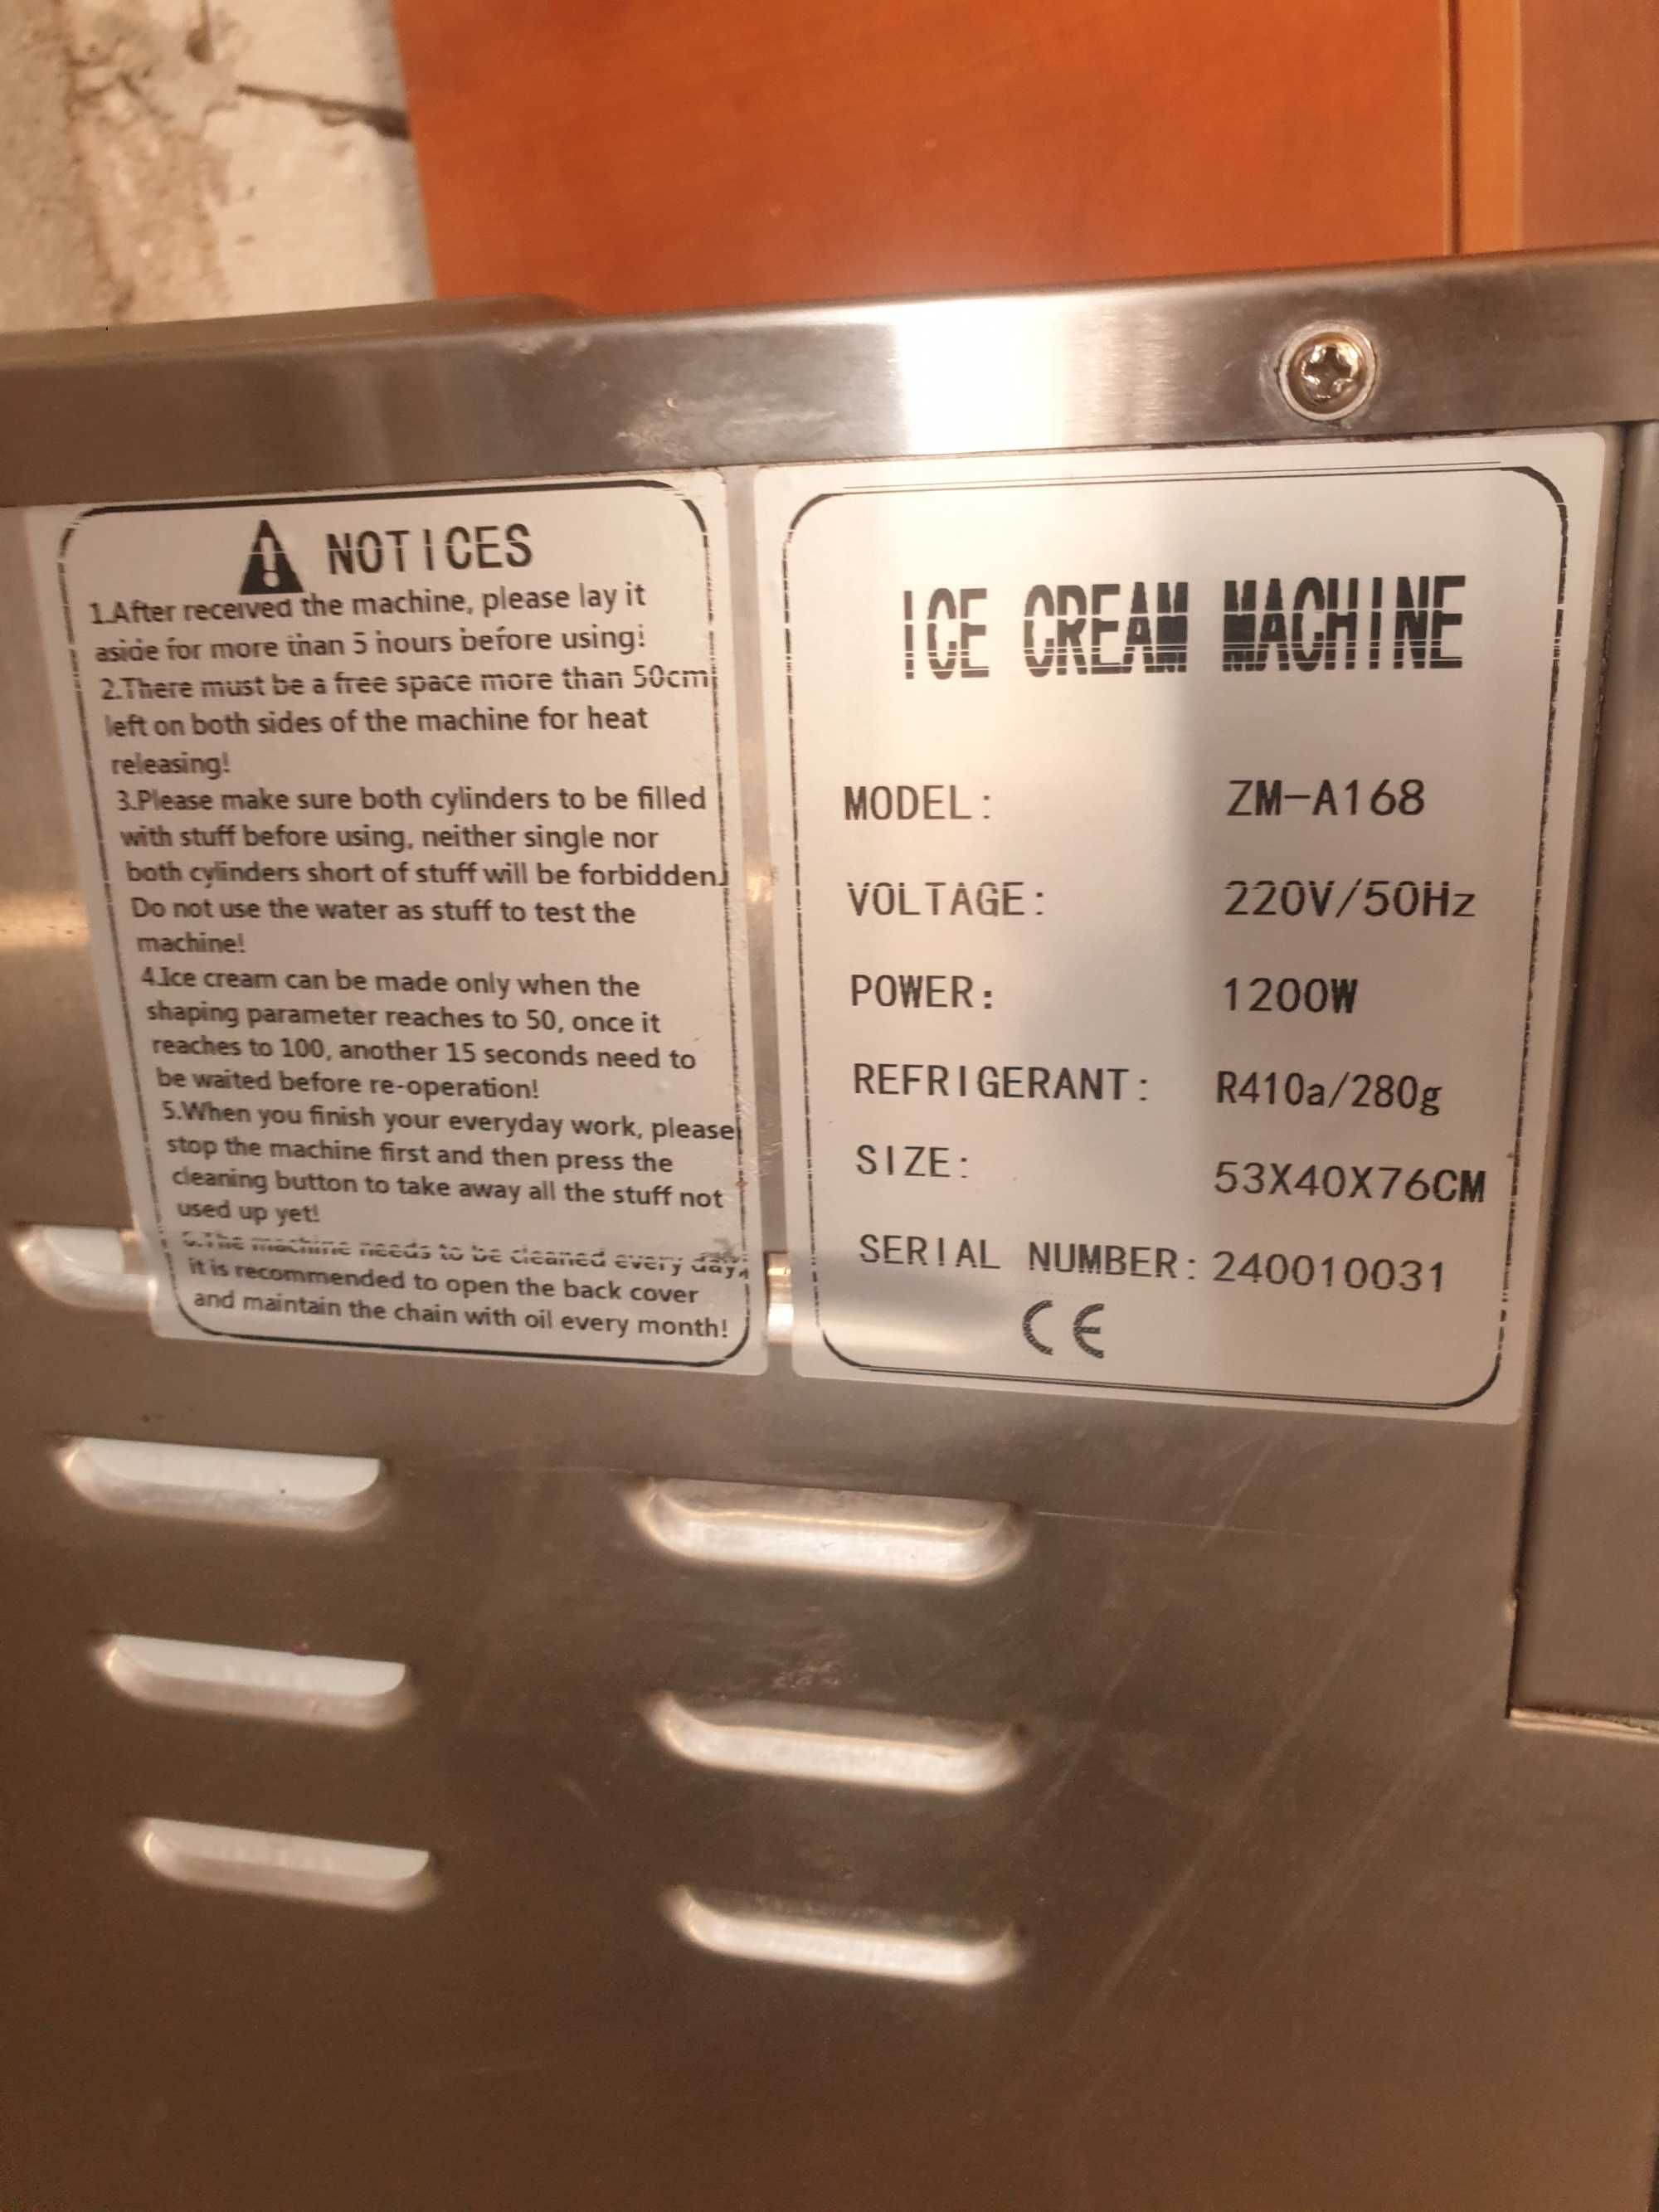 NOTICES
1.After received the machine, please lay it
aside for more than 5 hours before using!
2.There must be a free space more than 50cm
left on both sides of the machine for heat
releasing!
3.Please make sure both cylinders to be filled
with stuff before using, neither single nor
both cylinders short of stuff will be forbidden.
Do not use the water as stuff to test the
machine!
4.Ice cream can be made only when the
shaping parameter reaches to 50, once it
reaches to 100, another 15 seconds need to
be waited before re-operation!
5.When you finish your everyday work, please
stop the machine first and then press the
cleaning button to take away all the stuff not
used up yet!
6.The machine needs to be cleaned every day,
it is recommended to open the back cover
and maintain the chain with oil every month!
ICE CREAM MACHINE
MODEL: ZM-A168
VOLTAGE: 220V/50Hz
POWER: 1200W
REFRIGERANT: R410a/280g
SIZE: 53X40X76CM
SERIAL NUMBER: 240010031
CE